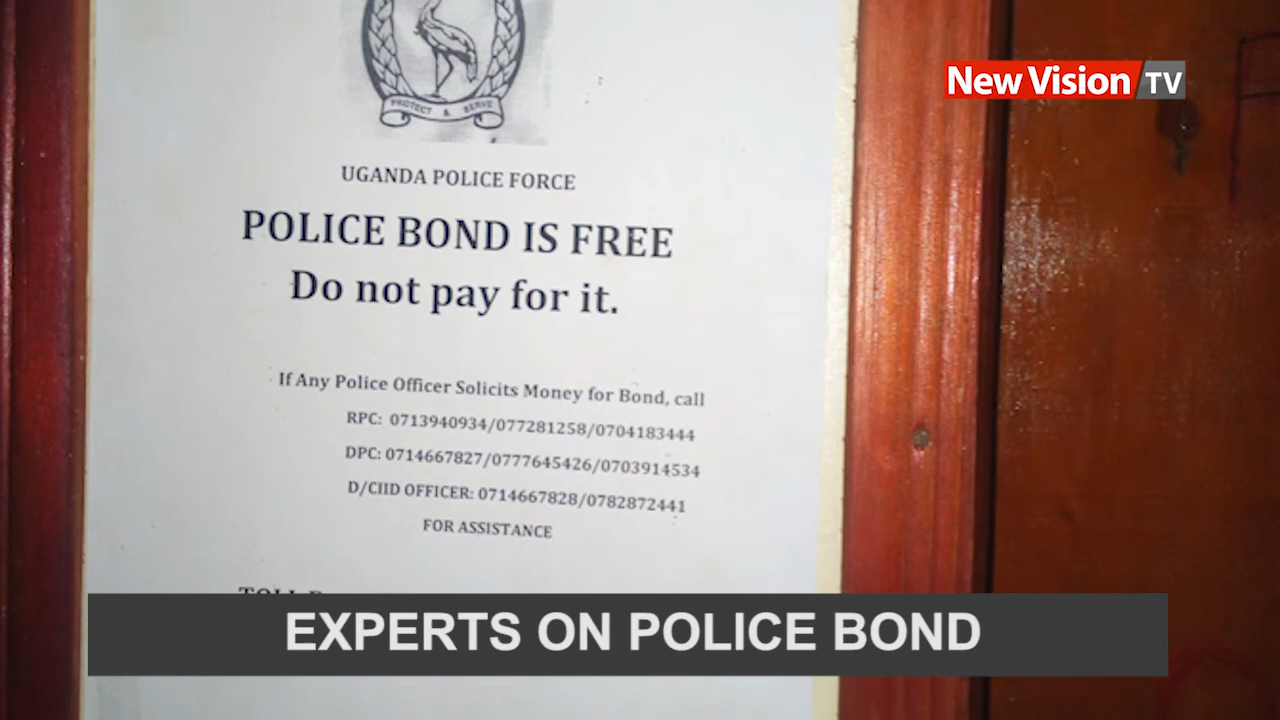 New Vision TV
PROTECT & SERVE
UGANDA POLICE FORCE
POLICE BOND IS FREE
Do not pay for it.
If Any Police Officer Solicits Money for Bond, call
RPC: 0713940934/077281258/0704183444
DPC: 0714667827/0777645426/0703914534
D/CIID OFFICER: 0714667828/0782872441
FOR ASSISTANCE
EXPERTS ON POLICE BOND